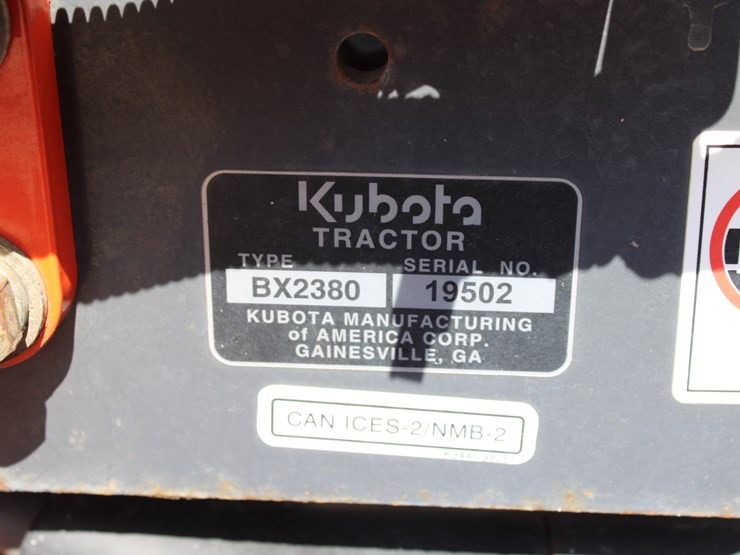 Kubota
TRACTOR
TYPE SERIAL NO.
BX2380 19502
KUBOTA MANUFACTURING
of AMERICA CORP.
GAINESVILLE, GA
CAN ICES-2/NMB-2